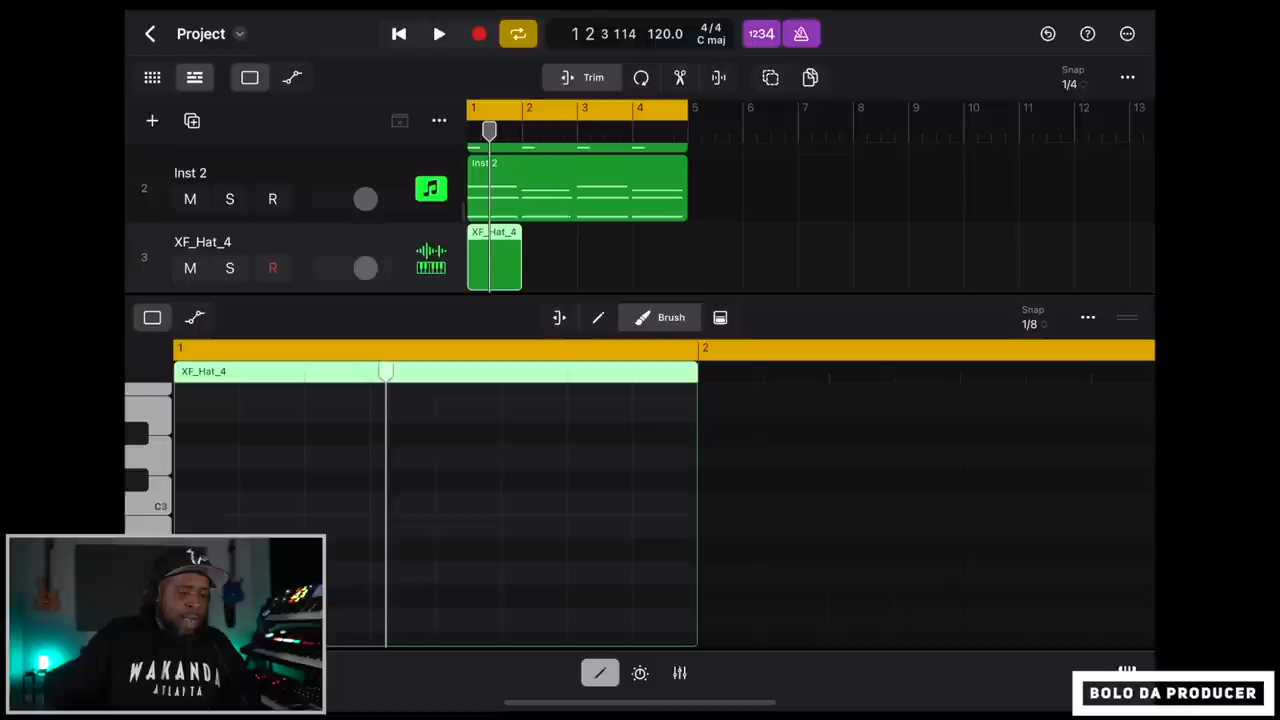 Project
1 2 3 114
120.0
4/4
C maj
1234
Trim
Snap
1/4
1
2
3
4
5
6
7
8
9
10
11
12
13
2
Inst 2
M
S
R
Inst 2
3
XF_Hat_4
M
S
R
XF_Hat_4
Brush
Snap
1/8
1
2
XF_Hat_4
C3
WAKANDA
ATLANTA
BOLO DA PRODUCER